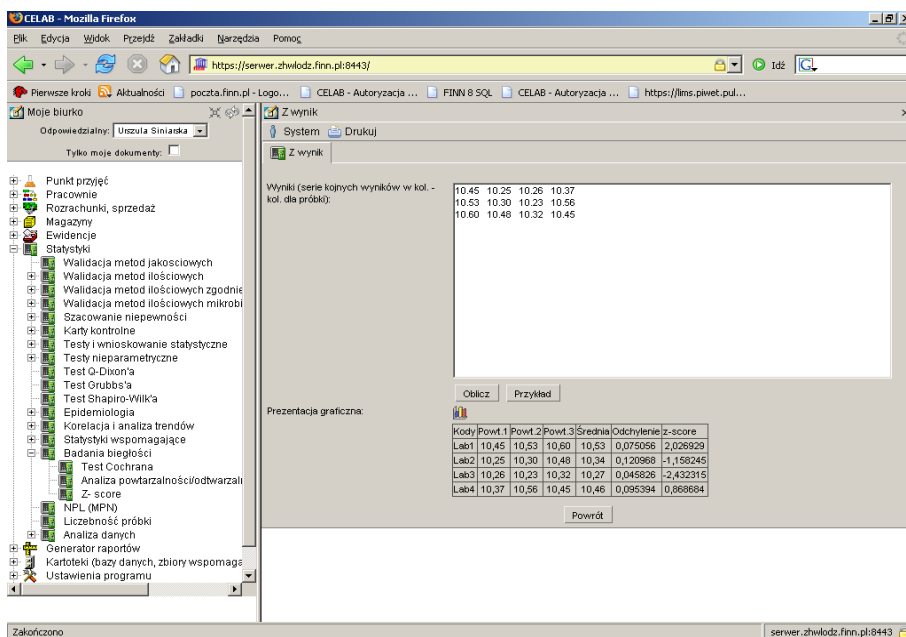 CELAB - Mozilla Firefox
Plik Edycja Widok Przejdź Zakładki Narzędzia Pomoc
https://serwer.zhwlodz.finn.pl:8443/ Idź
Pierwsze kroki Aktualności poczta.finn.pl - Logo... CELAB - Autoryzacja ... FINN 8 SQL CELAB - Autoryzacja ... https://lims.piwet.pul...
Moje biurko
Odpowiedzialny: Urszula Siniarska
Tylko moje dokumenty:
Punkt przyjęć
Pracownie
Rozrachunki, sprzedaż
Magazyny
Ewidencje
Statystyki
Walidacja metod jakosciowych
Walidacja metod ilościowych
Walidacja metod ilościowych zgodnie
Walidacja metod ilościowych mikrobi
Szacowanie niepewności
Karty kontrolne
Testy i wnioskowanie statystyczne
Testy nieparametryczne
Test Q-Dixon'a
Test Grubbs'a
Test Shapiro-Wilk'a
Epidemiologia
Korelacja i analiza trendów
Statystyki wspomagające
Badania biegłości
Test Cochrana
Analiza powtarzalności/odtwarzaln
Z- score
NPL (MPN)
Liczebność próbki
Analiza danych
Generator raportów
Kartoteki (bazy danych, zbiory wspomaga
Ustawienia programu
Z wynik
System Drukuj
Z wynik
Wyniki (serie kojnych wyników w kol. -
kol. dla próbki):
10.45 10.25 10.26 10.37
10.53 10.30 10.23 10.56
10.60 10.48 10.32 10.45
Oblicz Przykład
Prezentacja graficzna:
Kody Powt.1 Powt.2 Powt.3 Średnia Odchylenie z-score
Lab1 10,45 10,53 10,60 10,53 0,075056 2,026929
Lab2 10,25 10,30 10,48 10,34 0,120968 -1,158245
Lab3 10,26 10,23 10,32 10,27 0,045826 -2,432315
Lab4 10,37 10,56 10,45 10,46 0,095394 0,868684
Powrót
Zakończono serwer.zhwlodz.finn.pl:8443